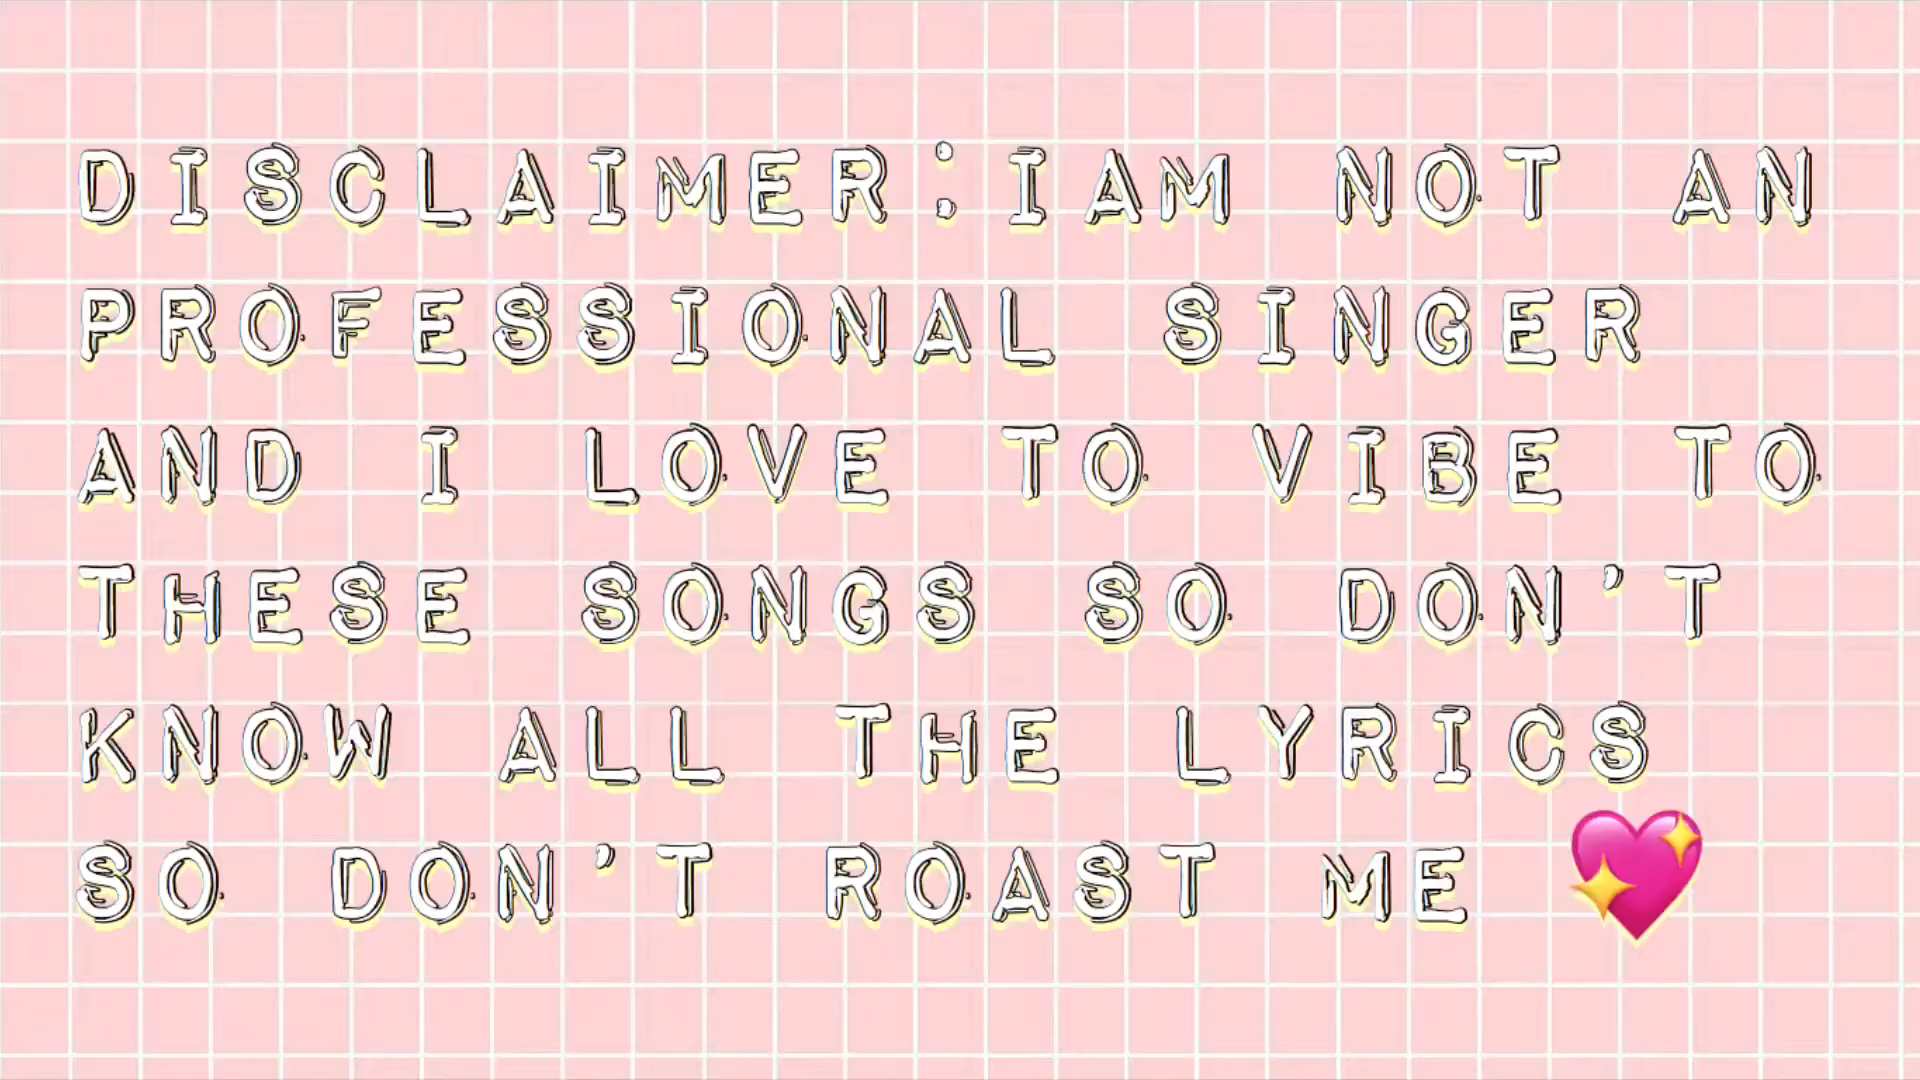 DISCLAIMER:IAM NOT AN
PROFESSIONAL SINGER
AND I LOVE TO VIBE TO
THESE SONGS SO DON'T
KNOW ALL THE LYRICS
SO DON'T ROAST ME 💖